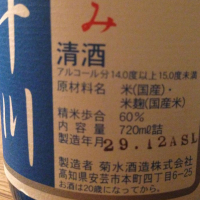 み
清酒
アルコール分14.0度以上15.0度未満
原材料名 米(国産)・
米麹(国産米)
精米歩合 60%
内容量 720ml詰
製造年月 29.12ASL
製造者 菊水酒造株式会社
高知県安芸市本町四丁目6-25
お酒は20歳になってから。